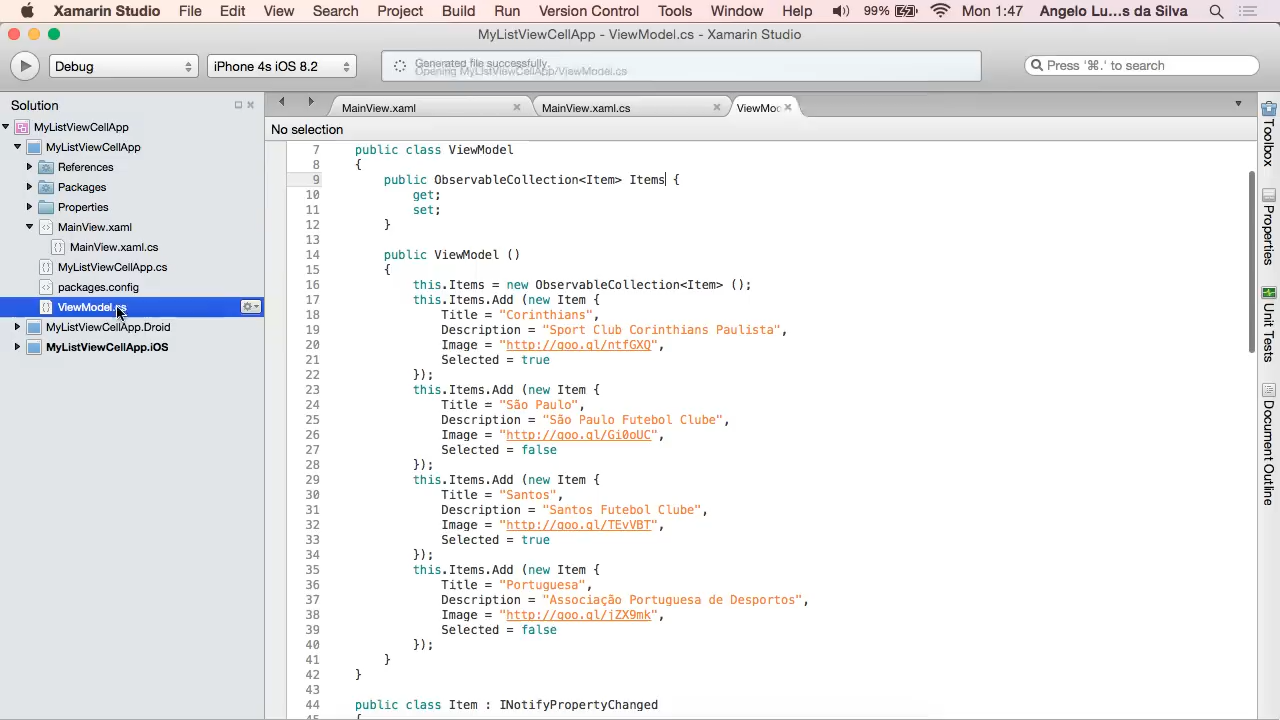 Xamarin Studio File Edit View Search Project Build Run Version Control Tools Window Help 99% Mon 1:47 Angelo Lu...s da Silva
MyListViewCellApp - ViewModel.cs - Xamarin Studio
Debug iPhone 4s iOS 8.2 Generated file successfully. Press '⌘.' to search
Opening MyListViewCellApp/ViewModel.cs
Solution
MainView.xaml MainView.xaml.cs ViewMod
No selection
MyListViewCellApp
MyListViewCellApp
References
Packages
Properties
MainView.xaml
MainView.xaml.cs
MyListViewCellApp.cs
packages.config
ViewModel.cs
MyListViewCellApp.Droid
MyListViewCellApp.iOS
7 public class ViewModel
8 {
9 public ObservableCollection<Item> Items {
10 get;
11 set;
12 }
13
14 public ViewModel ()
15 {
16 this.Items = new ObservableCollection<Item> ();
17 this.Items.Add (new Item {
18 Title = "Corinthians",
19 Description = "Sport Club Corinthians Paulista",
20 Image = "http://goo.gl/ntfGXQ",
21 Selected = true
22 });
23 this.Items.Add (new Item {
24 Title = "São Paulo",
25 Description = "São Paulo Futebol Clube",
26 Image = "http://goo.gl/Gi0oUC",
27 Selected = false
28 });
29 this.Items.Add (new Item {
30 Title = "Santos",
31 Description = "Santos Futebol Clube",
32 Image = "http://goo.gl/TEvVBT",
33 Selected = true
34 });
35 this.Items.Add (new Item {
36 Title = "Portuguesa",
37 Description = "Associação Portuguesa de Desportos",
38 Image = "http://goo.gl/jZX9mk",
39 Selected = false
40 });
41 }
42 }
43
44 public class Item : INotifyPropertyChanged
Toolbox
Properties
Unit Tests
Document Outline